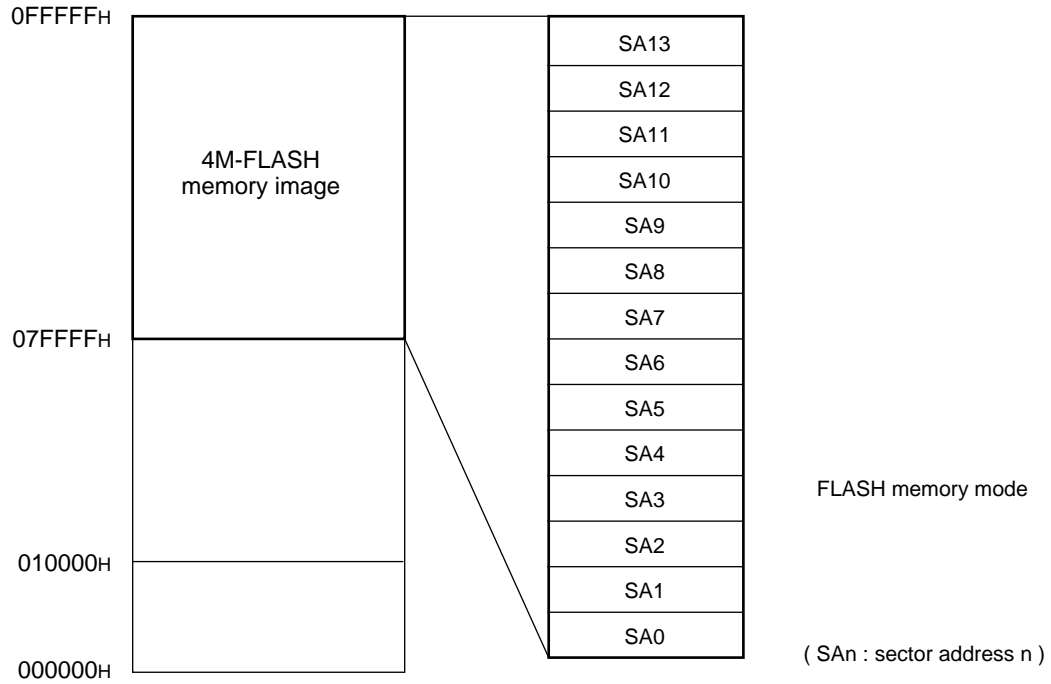 0FFFFFH
SA13
SA12
SA11
4M-FLASH
memory image
SA10
SA9
SA8
SA7
07FFFFH
SA6
SA5
SA4
SA3
FLASH memory mode
SA2
010000H
SA1
SA0
( SAn : sector address n )
000000H